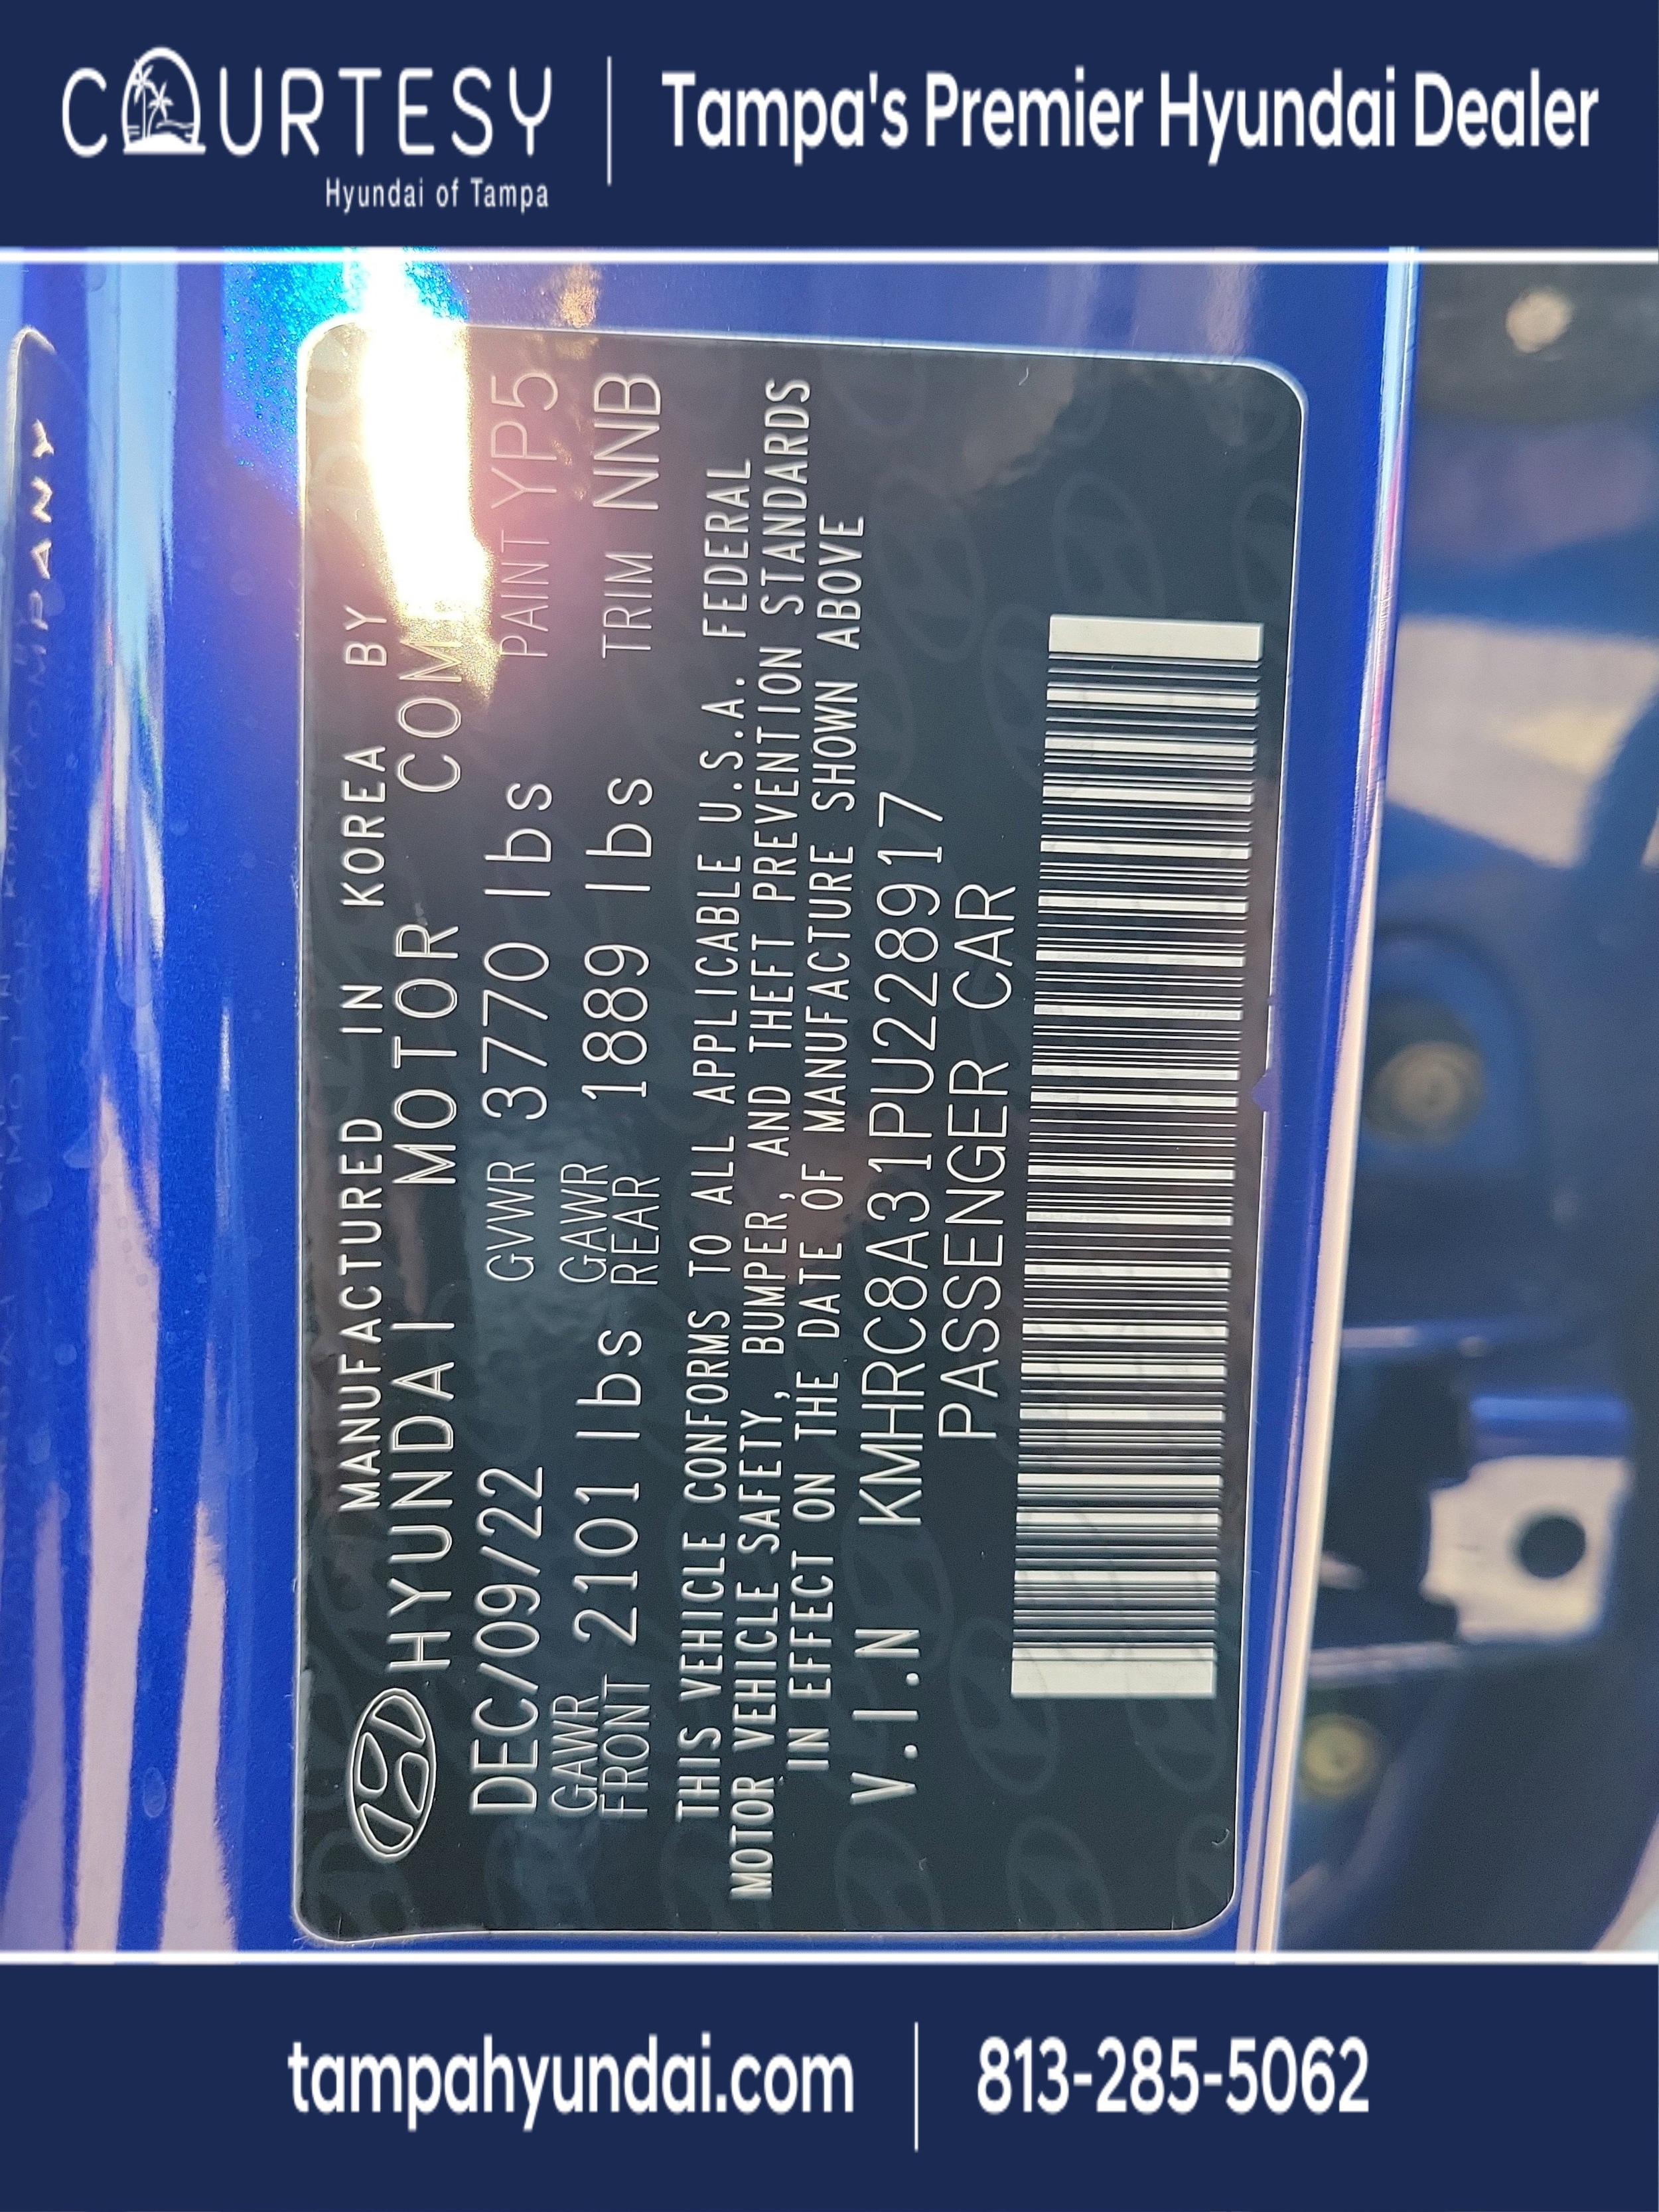 COURTESY
Hyundai of Tampa
Tampa's Premier Hyundai Dealer
PANY
MANUFACTURED IN KOREA BY
HYUNDAI MOTOR COM
DEC/09/22 GVWR 3770 lbs PAINT YP5
GAWR FRONT 2101 lbs GAWR REAR 1889 lbs TRIM NNB
THIS VEHICLE CONFORMS TO ALL APPLICABLE U.S.A. FEDERAL
MOTOR VEHICLE SAFETY, BUMPER, AND THEFT PREVENTION STANDARDS
IN EFFECT ON THE DATE OF MANUFACTURE SHOWN ABOVE
V.I.N KMHRC8A31PU228917
PASSENGER CAR
tampahyundai.com
813-285-5062